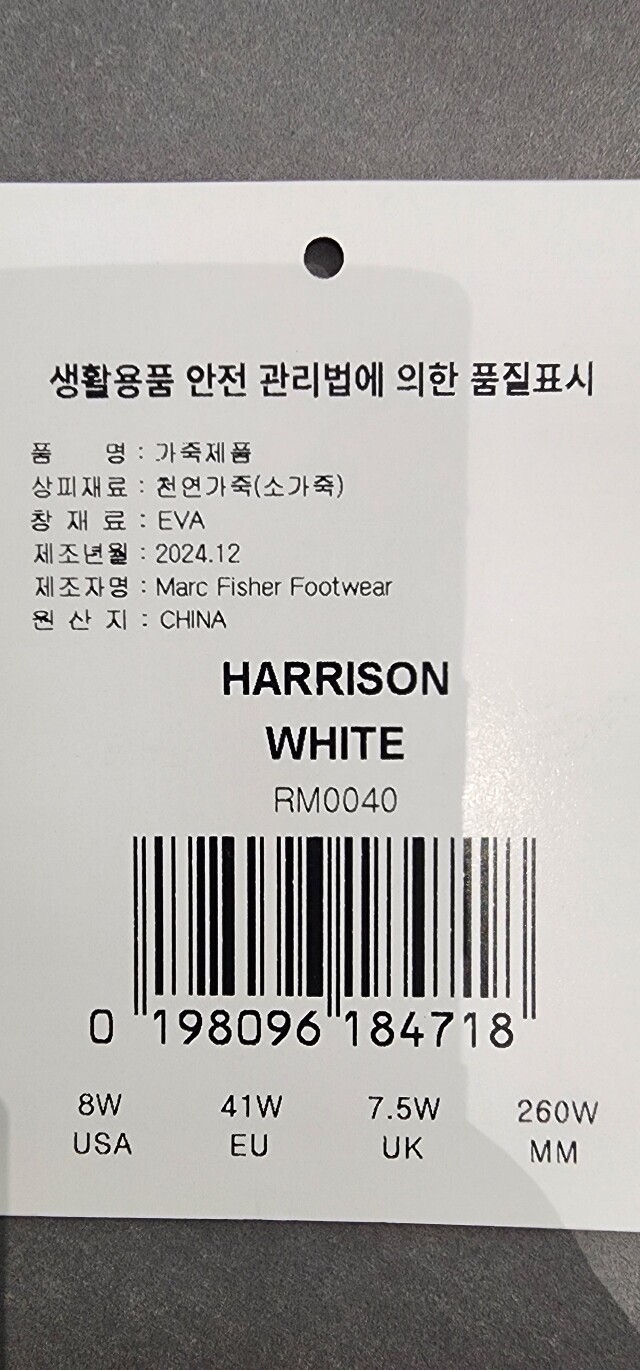 생활용품 안전 관리법에 의한 품질표시
품 명 : 가죽제품
상피재료 : 천연가죽(소가죽)
창 재 료 : EVA
제조년월 : 2024.12
제조자명 : Marc Fisher Footwear
원 산 지 : CHINA
HARRISON
WHITE
RM0040
0 198096 184718
8W 41W 7.5W 260W
USA EU UK MM